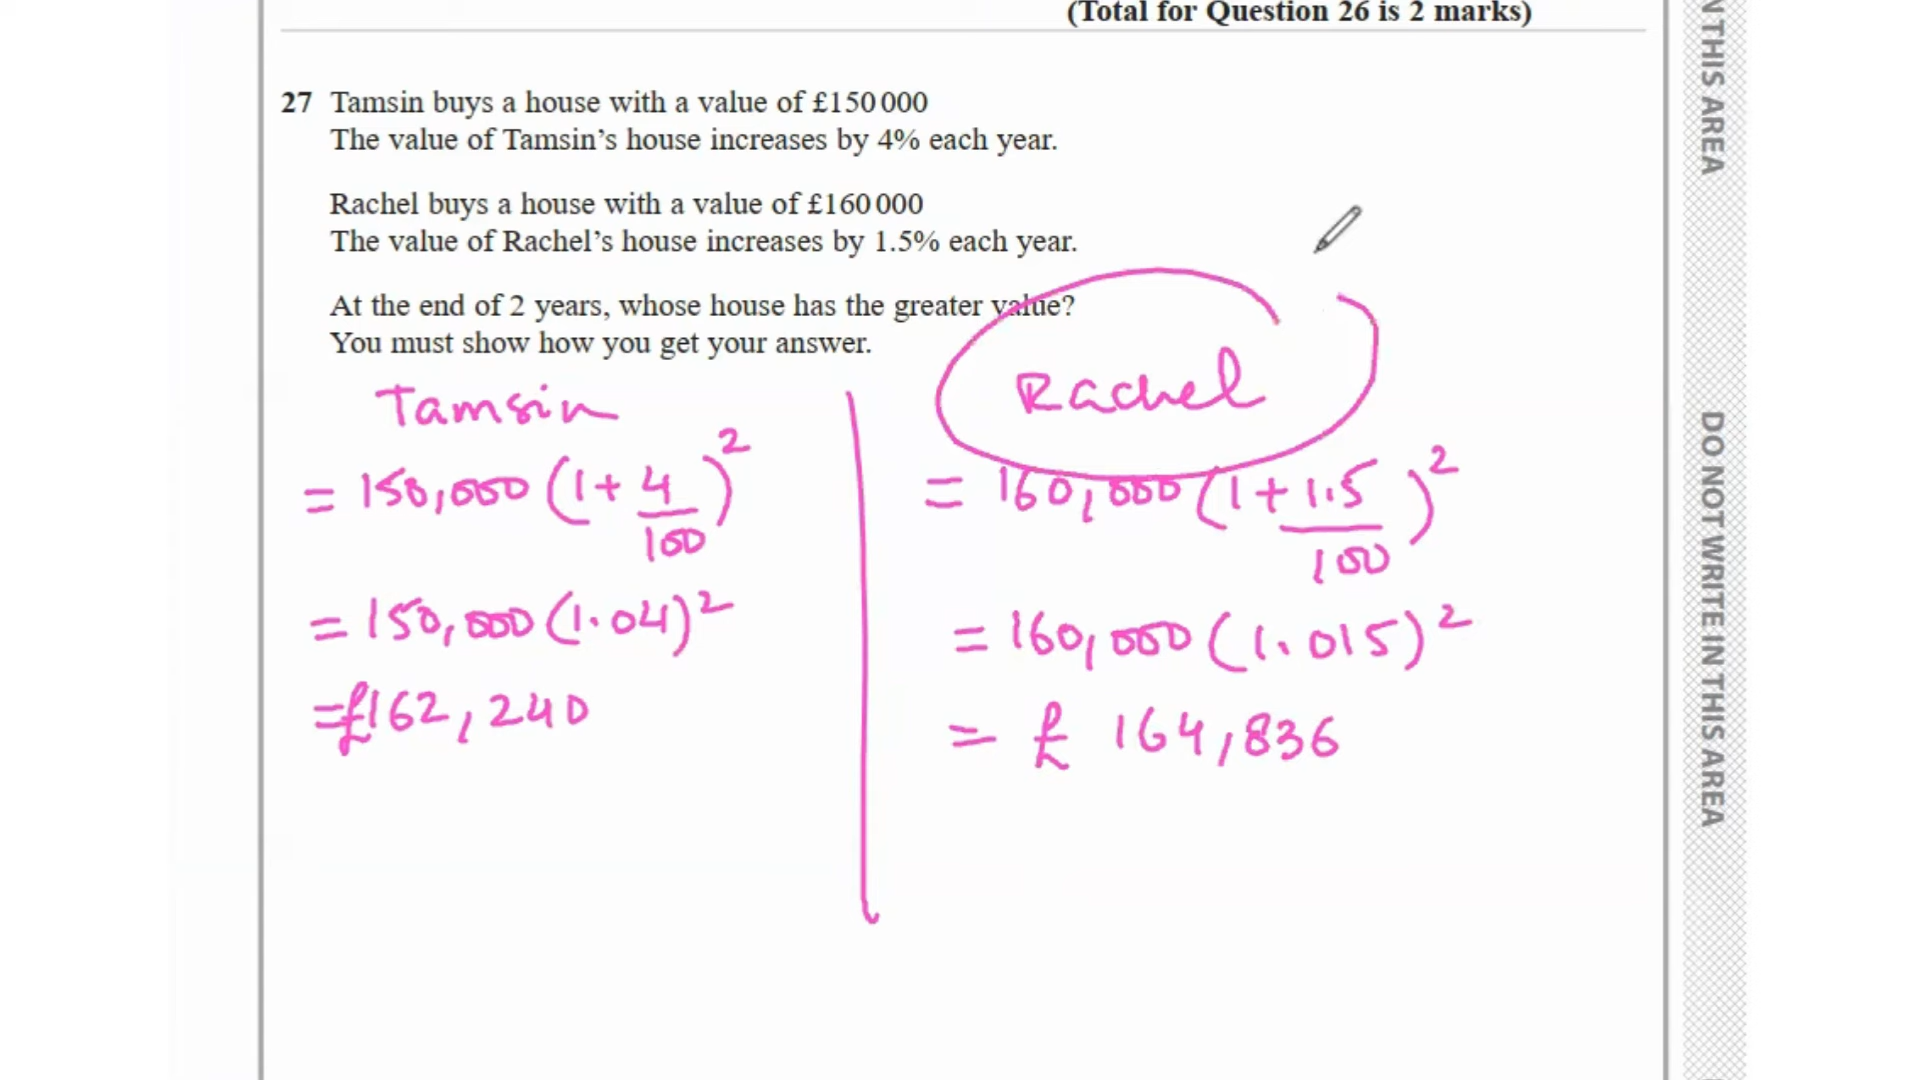 (Total for Question 26 is 2 marks)
27 Tamsin buys a house with a value of £150 000
The value of Tamsin’s house increases by 4% each year.
Rachel buys a house with a value of £160 000
The value of Rachel’s house increases by 1.5% each year.
At the end of 2 years, whose house has the greater value?
You must show how you get your answer.
Tamsin
= 150,000 (1 + 4/100)²
= 150,000 (1.04)²
= £162,240
Rachel
= 160,000 (1 + 1.5/100)²
= 160,000 (1.015)²
= £ 164,836
N THIS AREA
DO NOT WRITE IN THIS AREA